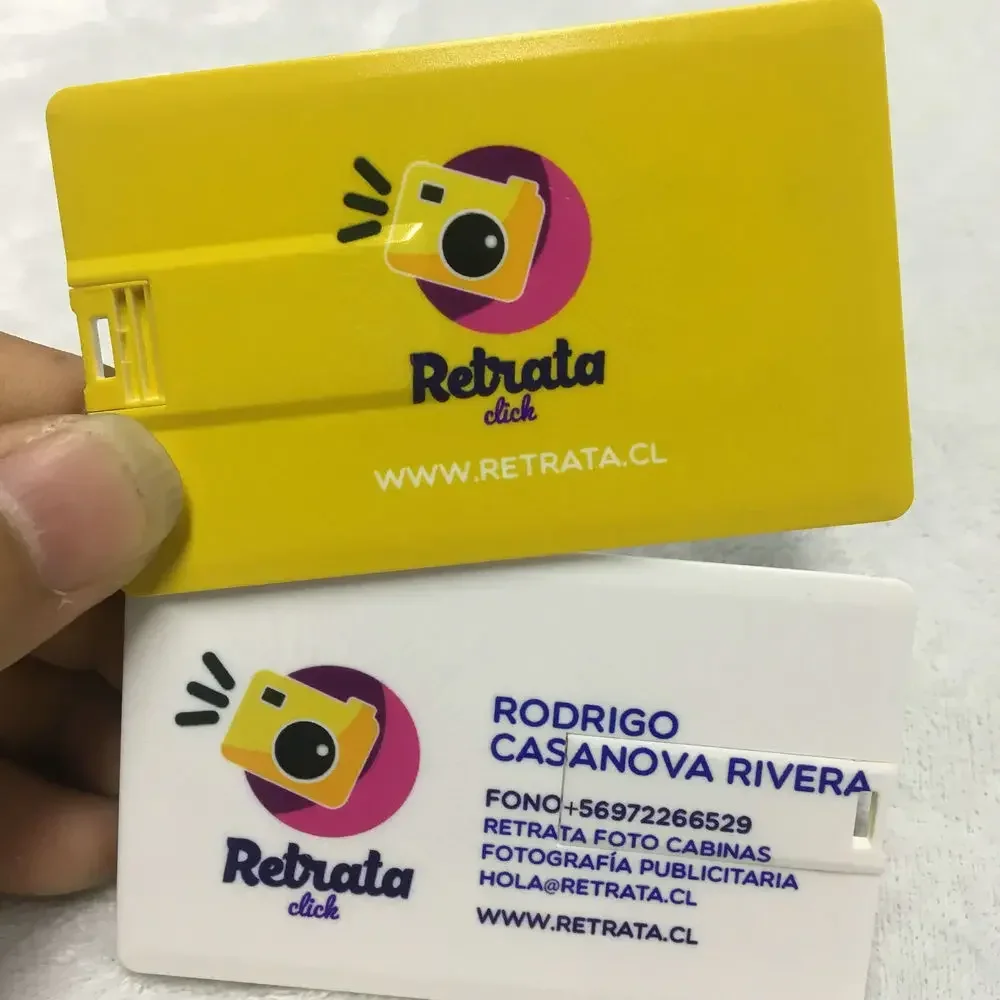 Retrata
click
WWW.RETRATA.CL
Retrata
click
RODRIGO
CASANOVA RIVERA
FONO+56972266529
RETRATA FOTO CABINAS
FOTOGRAFÍA PUBLICITARIA
HOLA@RETRATA.CL
WWW.RETRATA.CL